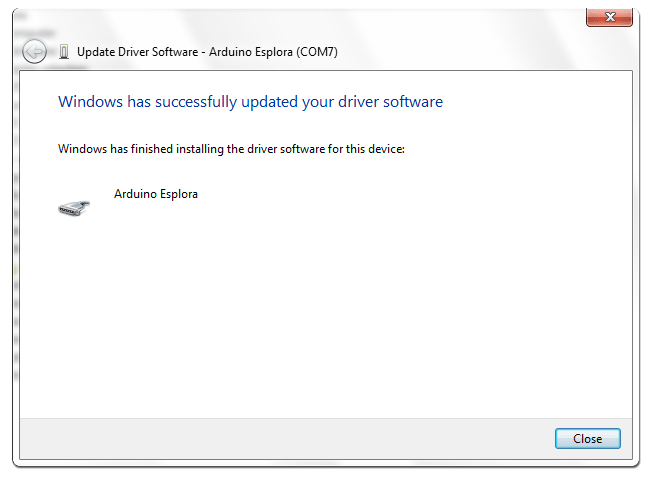 Update Driver Software - Arduino Esplora (COM7)
Windows has successfully updated your driver software
Windows has finished installing the driver software for this device:
Arduino Esplora
Close